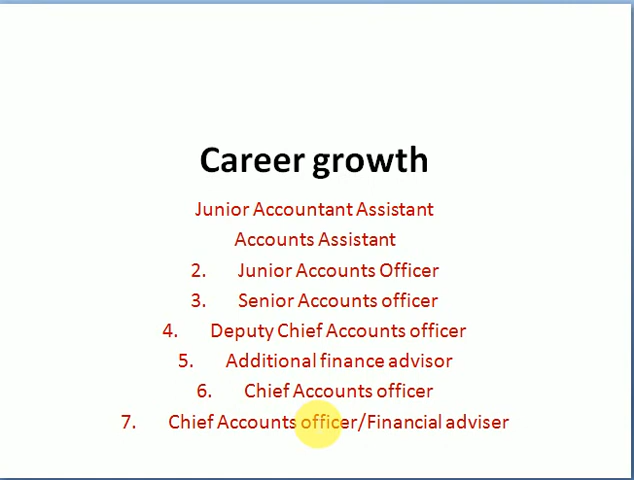 Career growth
Junior Accountant Assistant
Accounts Assistant
2. Junior Accounts Officer
3. Senior Accounts officer
4. Deputy Chief Accounts officer
5. Additional finance advisor
6. Chief Accounts officer
7. Chief Accounts officer/Financial adviser